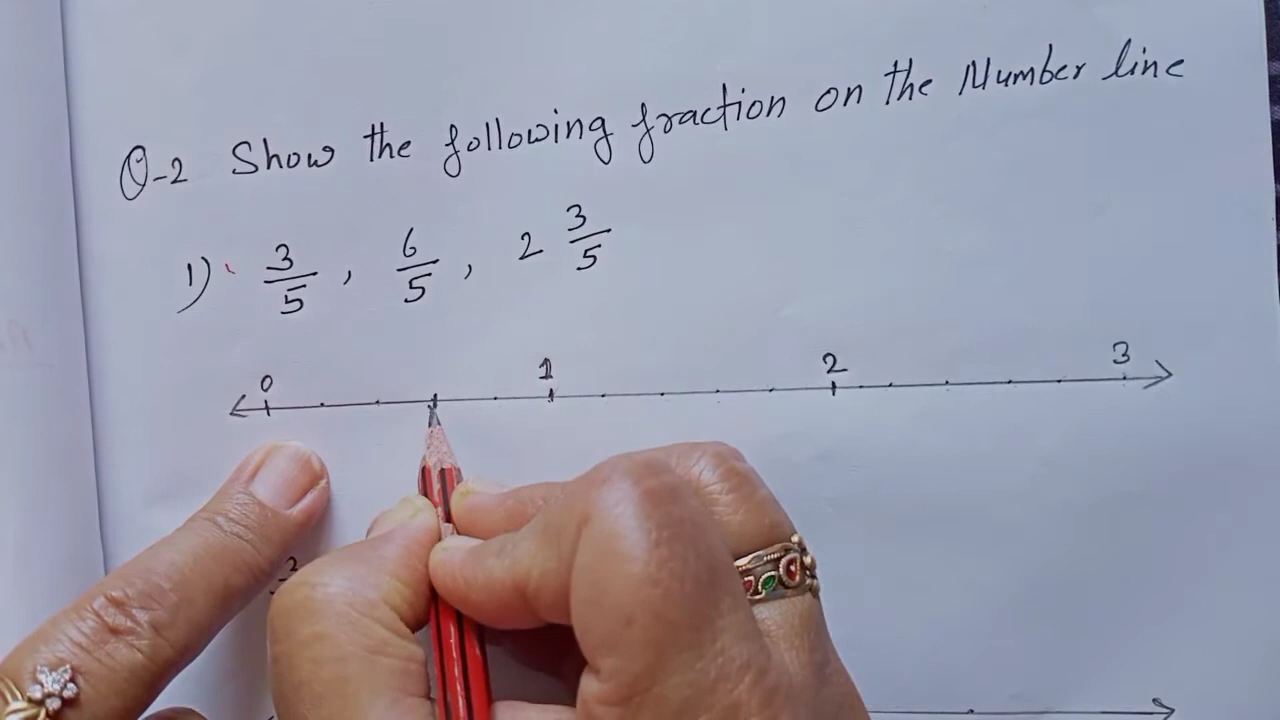 Q-2 Show the following fraction on the Number line
1) 3/5 , 6/5 , 2 3/5
0 1 2 3